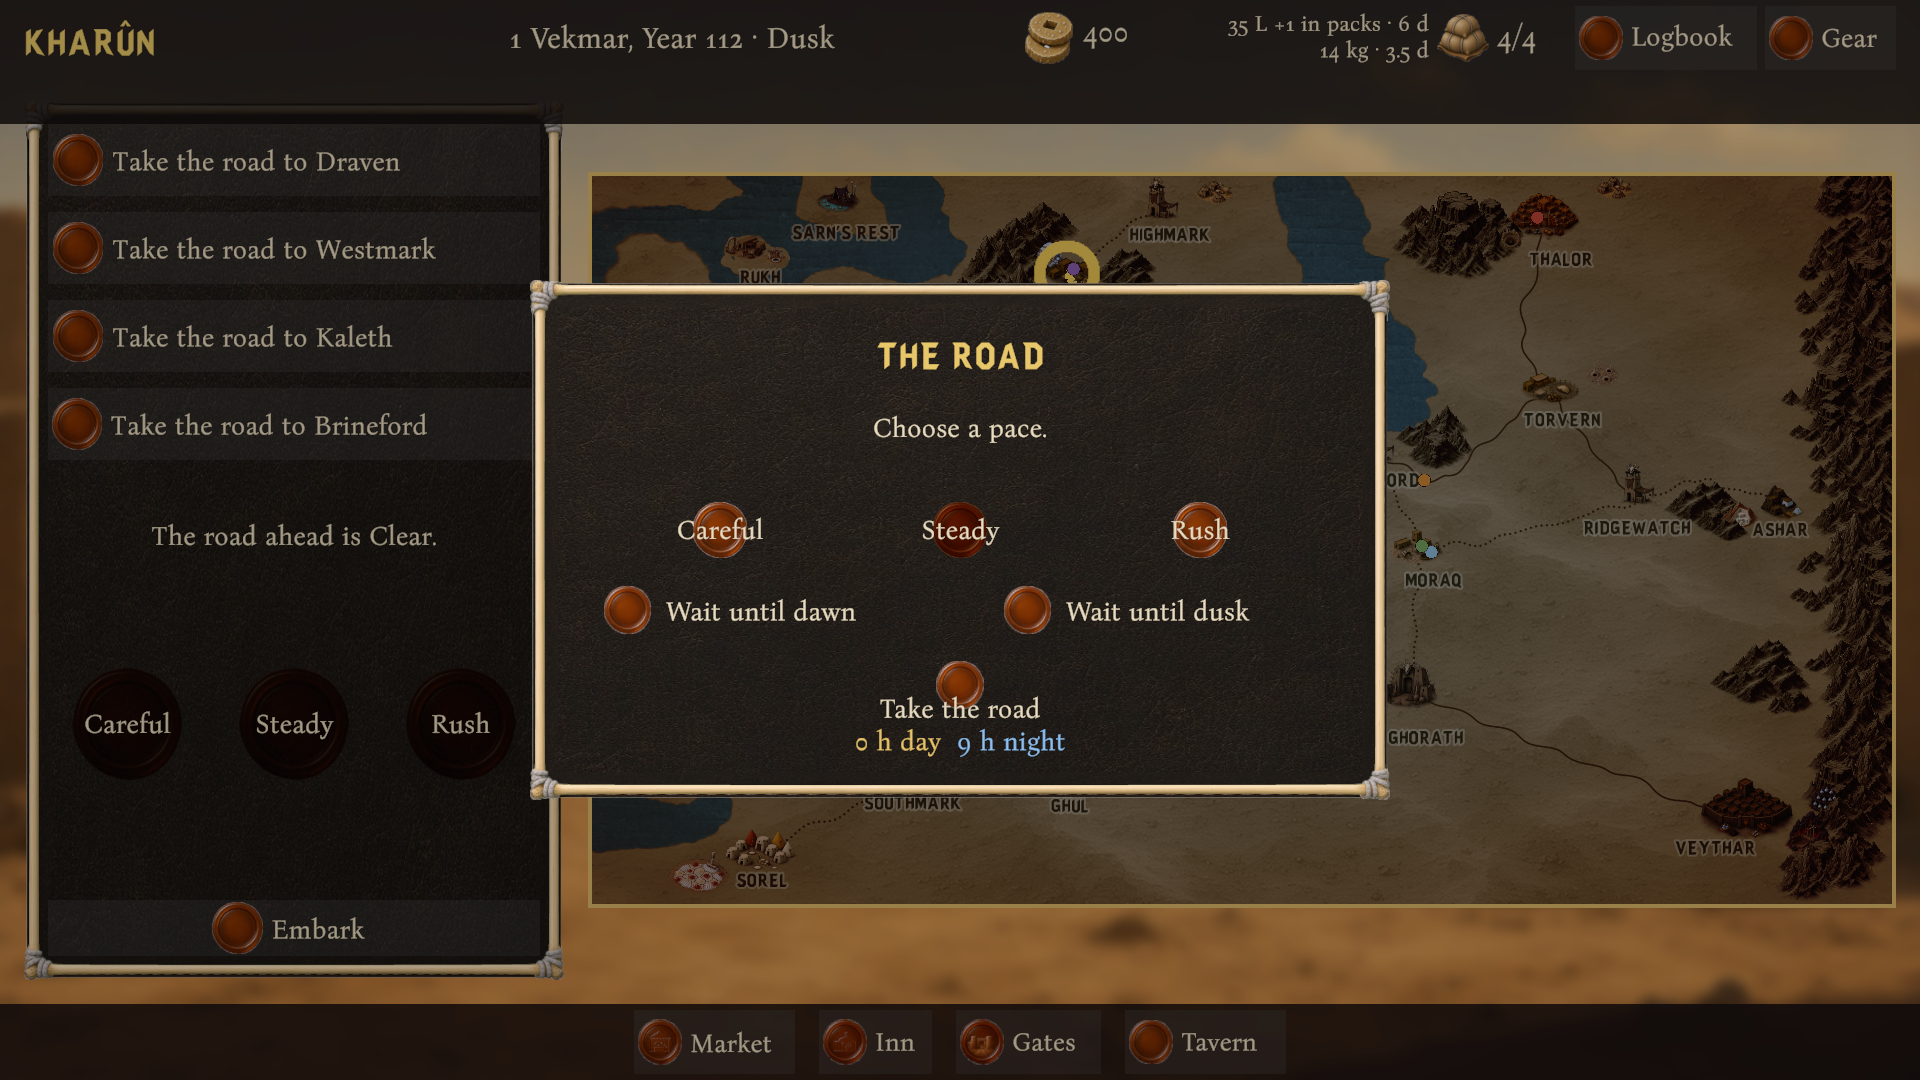 KHARÛN
1 Vekmar, Year 112 · Dusk
400
35 L +1 in packs · 6 d
14 kg · 3.5 d
4/4
Logbook
Gear
Take the road to Draven
Take the road to Westmark
Take the road to Kaleth
Take the road to Brineford
The road ahead is Clear.
Careful
Steady
Rush
Embark
SARN'S REST
HIGHMARK
RUKH
THALOR
TORVERN
ORD
RIDGEWATCH
ASHAR
MORAQ
GHORATH
VEYTHAR
SOUTHMARK
GHUL
SOREL
THE ROAD
Choose a pace.
Careful
Steady
Rush
Wait until dawn
Wait until dusk
Take the road
0 h day 9 h night
Market
Inn
Gates
Tavern